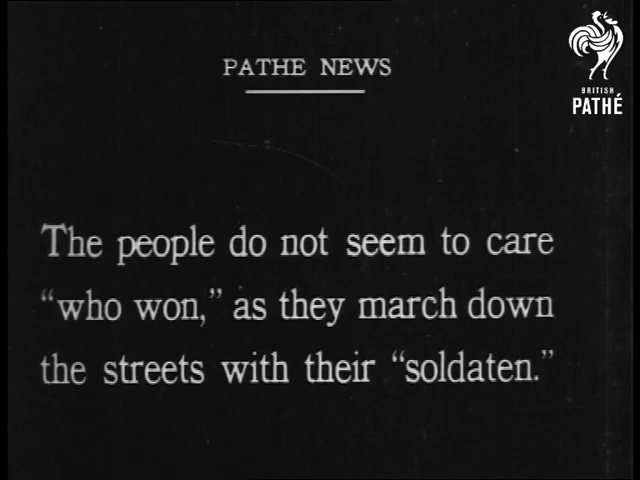 PATHE NEWS
BRITISH
PATHÉ
The people do not seem to care
“who won,” as they march down
the streets with their “soldaten.”